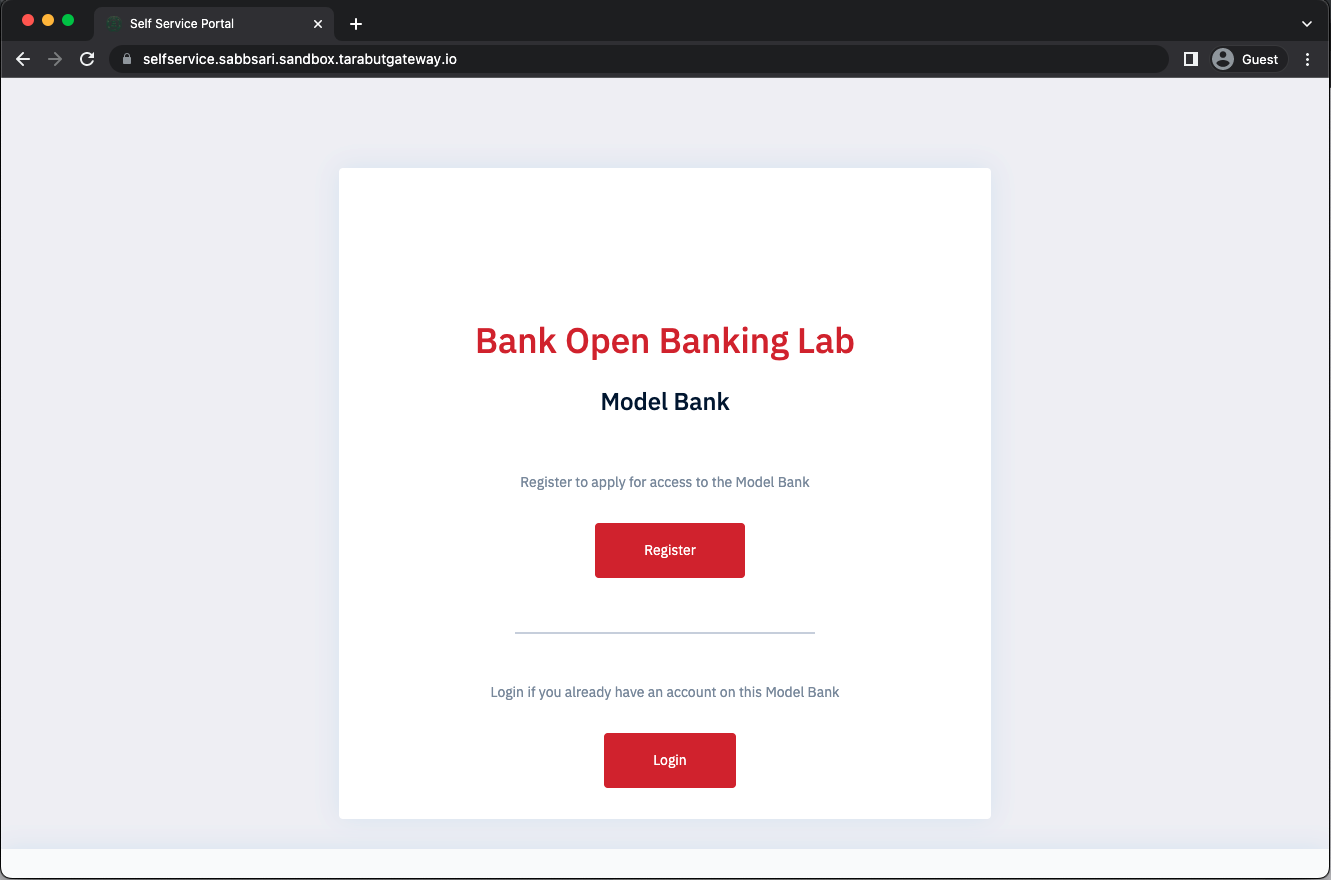 Self Service Portal
selfservice.sabbsari.sandbox.tarabutgateway.io
Guest
Bank Open Banking Lab
Model Bank
Register to apply for access to the Model Bank
Register
Login if you already have an account on this Model Bank
Login